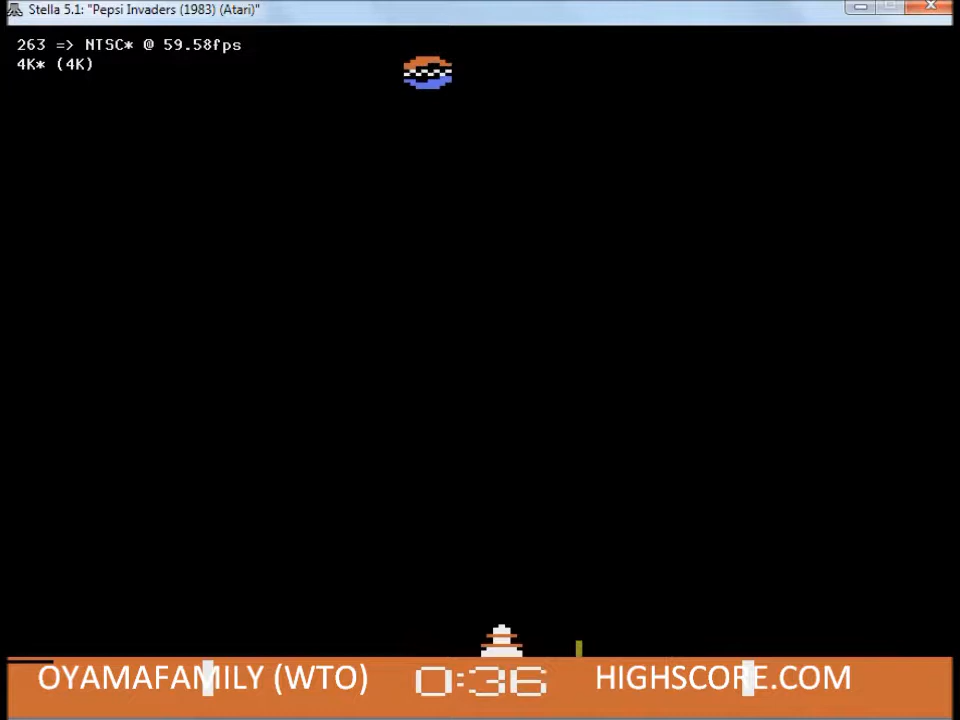 Stella 5.1: "Pepsi Invaders (1983) (Atari)"
263 => NTSC* @ 59.58fps
4K* (4K)
OYAMAFAMILY (WTO) 0:36 HIGHSCORE.COM